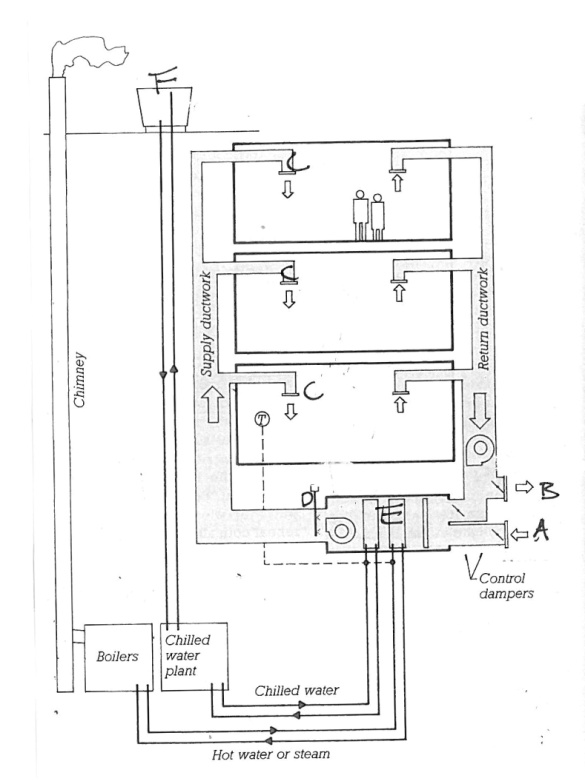 F
C
C
C
Supply ductwork
Return ductwork
Chimney
T
D
E
B
A
V
Control
dampers
Boilers
Chilled
water
plant
Chilled water
Hot water or steam